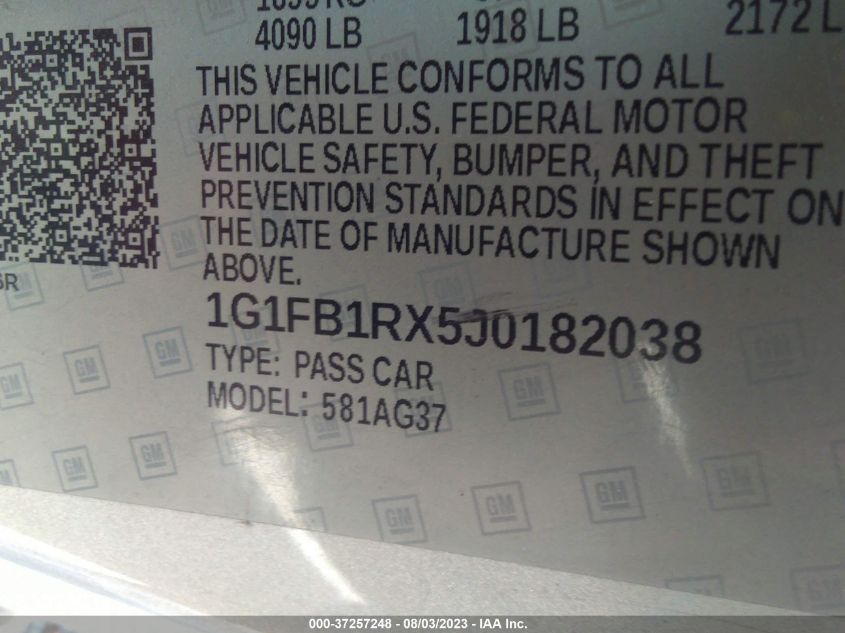 4090 LB 1918 LB 2172 L
THIS VEHICLE CONFORMS TO ALL
APPLICABLE U.S. FEDERAL MOTOR
VEHICLE SAFETY, BUMPER, AND THEFT
PREVENTION STANDARDS IN EFFECT ON
THE DATE OF MANUFACTURE SHOWN
ABOVE.
1G1FB1RX5J0182038
TYPE: PASS CAR
MODEL: 581AG37
GM
000-37257248 - 08/03/2023 - IAA Inc.